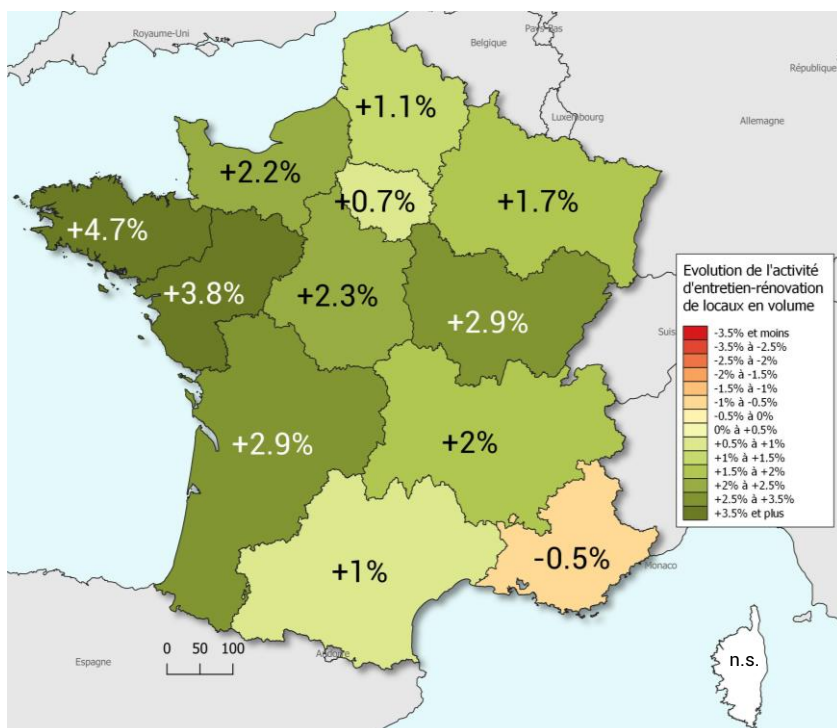 Royaume-Uni
Pays-Bas
Belgique
République
Luxembourg
Allemagne
+1.1%
+2.2%
+0.7%
+1.7%
+4.7%
+3.8%
+2.3%
+2.9%
Suis
Evolution de l'activité
d'entretien-rénovation
de locaux en volume
-3.5% et moins
-3.5% à -2.5%
-2.5% à -2%
-2% à -1.5%
-1.5% à -1%
-1% à -0.5%
-0.5% à 0%
0% à +0.5%
+0.5% à +1%
+1% à +1.5%
+1.5% à +2%
+2% à +2.5%
+2.5% à +3.5%
+3.5% et plus
+2.9%
+2%
+1%
-0.5%
Monaco
0 50 100
Andorre
Espagne
n.s.